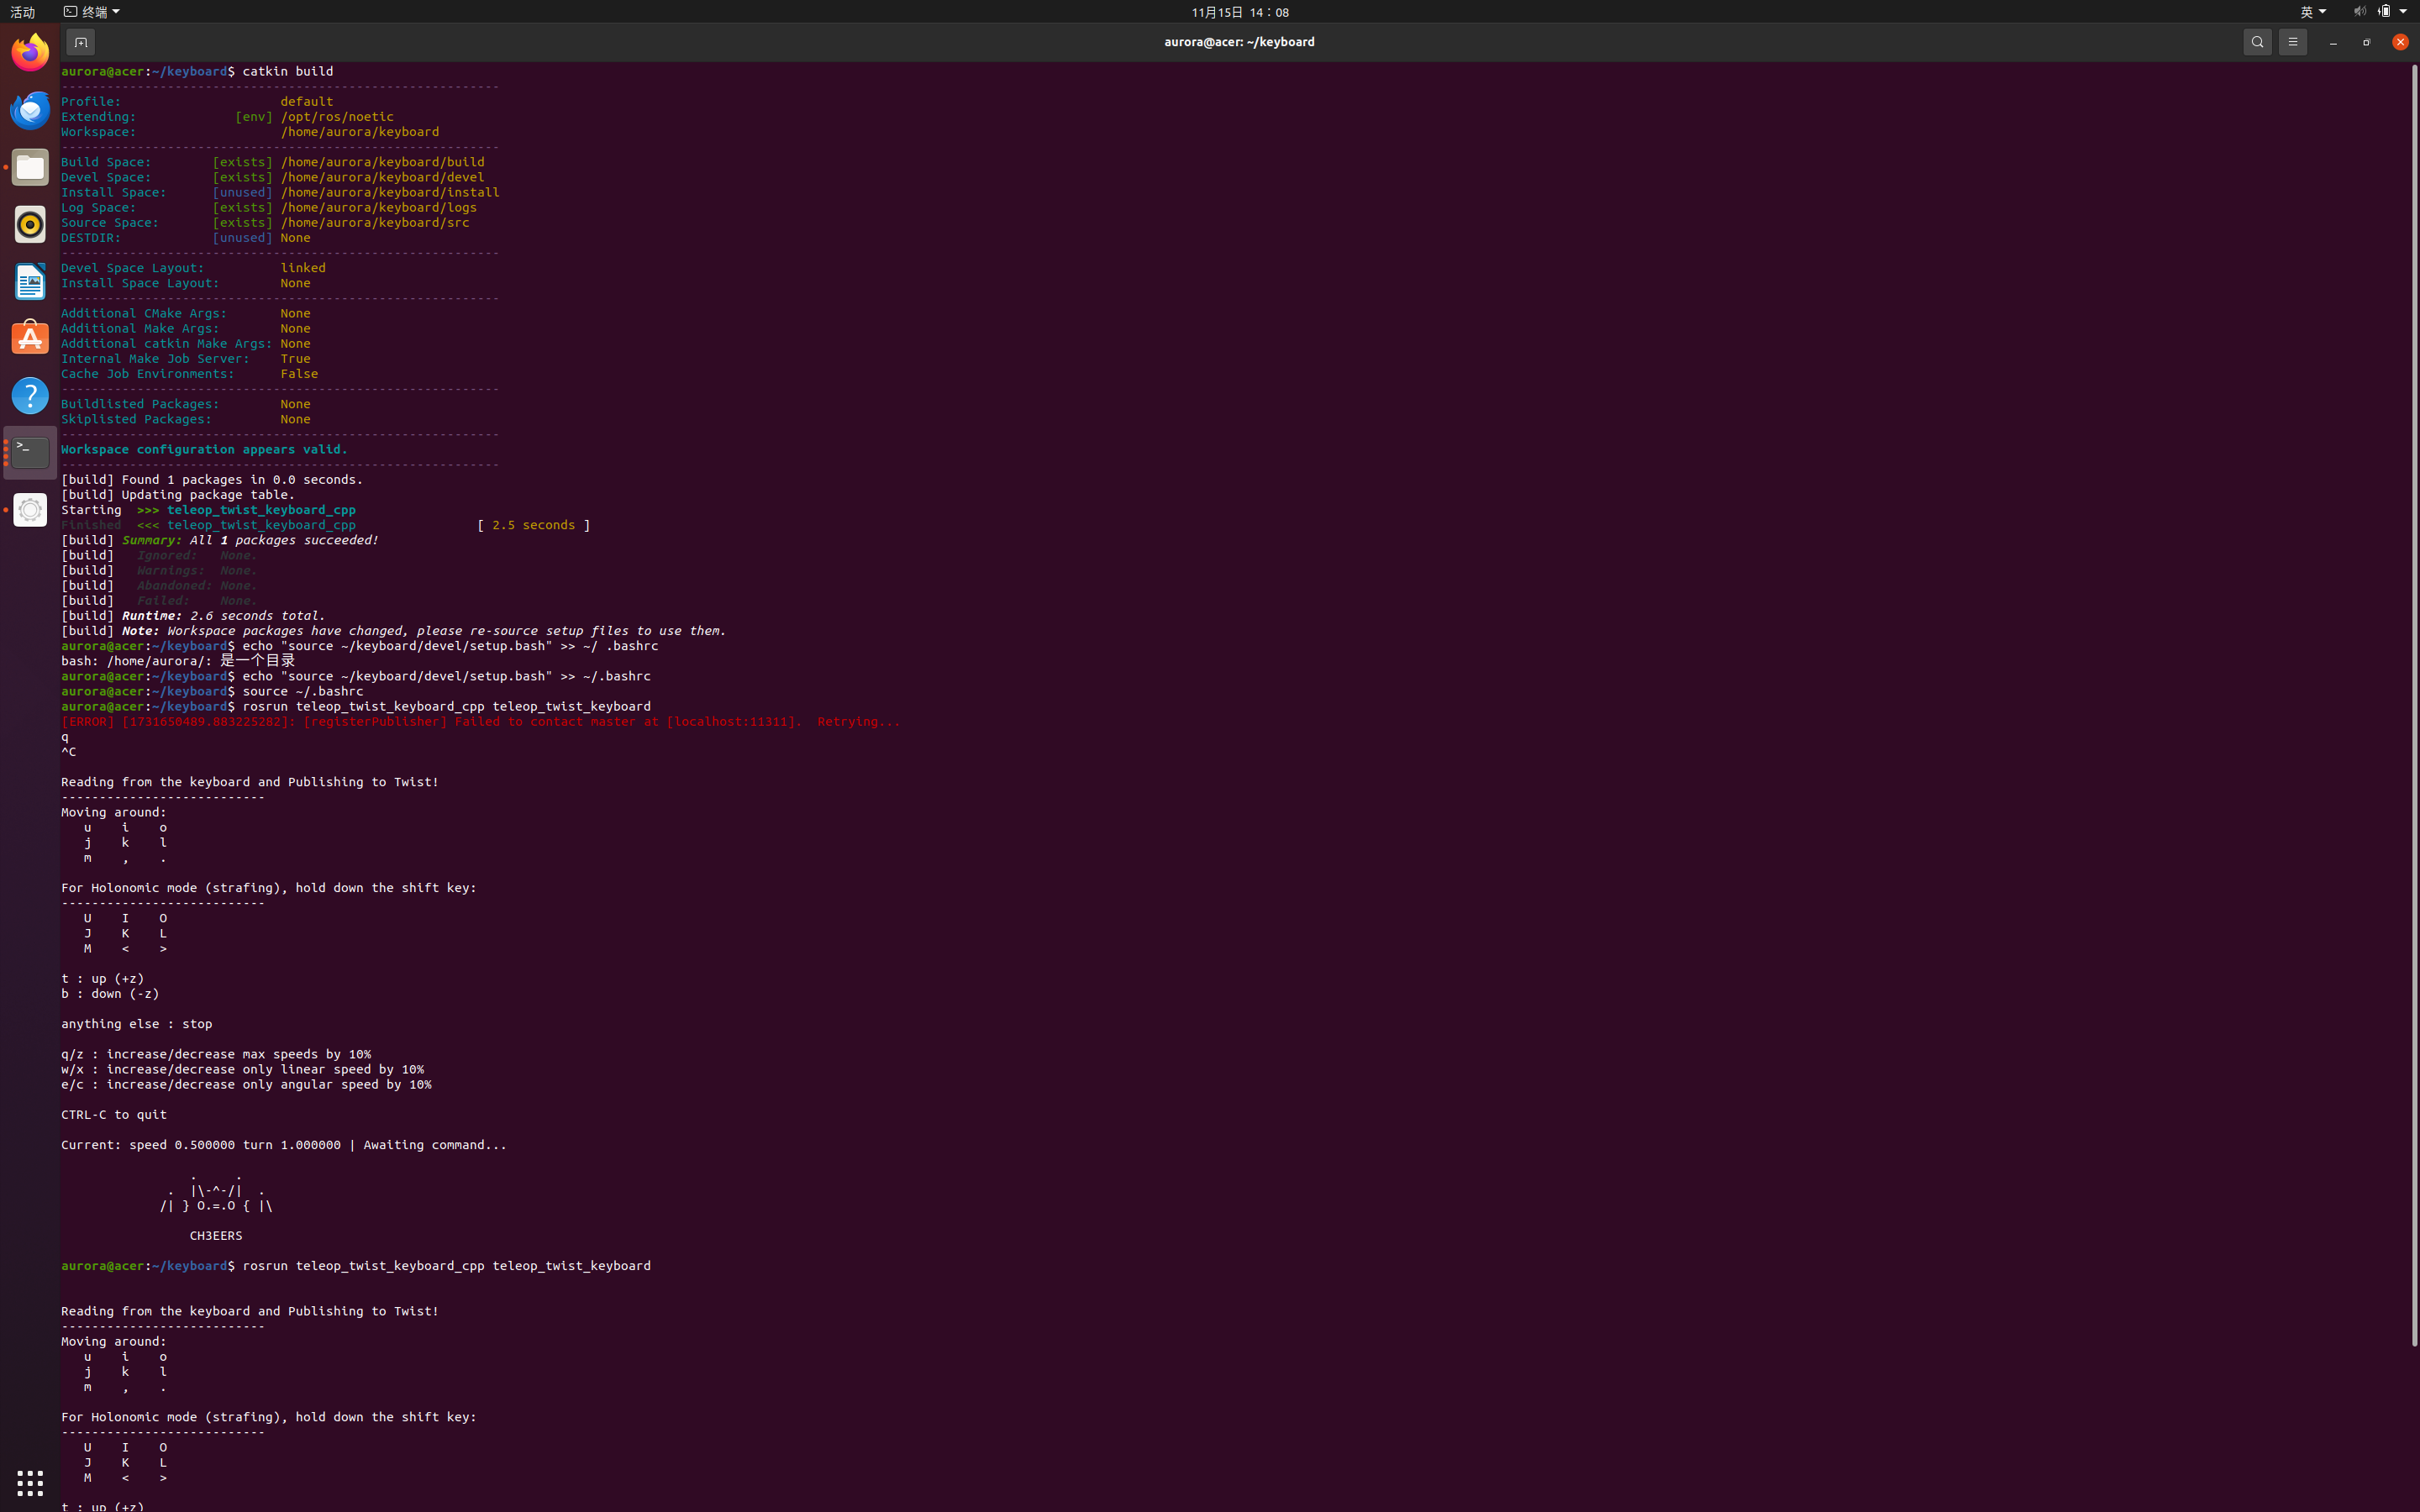 活动 终端 11月15日 14：08 英
aurora@acer: ~/keyboard
aurora@acer:~/keyboard$ catkin build
----------------------------------------------------------
Profile: default
Extending: [env] /opt/ros/noetic
Workspace: /home/aurora/keyboard
----------------------------------------------------------
Build Space: [exists] /home/aurora/keyboard/build
Devel Space: [exists] /home/aurora/keyboard/devel
Install Space: [unused] /home/aurora/keyboard/install
Log Space: [exists] /home/aurora/keyboard/logs
Source Space: [exists] /home/aurora/keyboard/src
DESTDIR: [unused] None
----------------------------------------------------------
Devel Space Layout: linked
Install Space Layout: None
----------------------------------------------------------
Additional CMake Args: None
Additional Make Args: None
Additional catkin Make Args: None
Internal Make Job Server: True
Cache Job Environments: False
----------------------------------------------------------
Buildlisted Packages: None
Skiplisted Packages: None
----------------------------------------------------------
Workspace configuration appears valid.
----------------------------------------------------------
[build] Found 1 packages in 0.0 seconds.
[build] Updating package table.
Starting >>> teleop_twist_keyboard_cpp
Finished <<< teleop_twist_keyboard_cpp [ 2.5 seconds ]
[build] Summary: All 1 packages succeeded!
[build] Ignored: None.
[build] Warnings: None.
[build] Abandoned: None.
[build] Failed: None.
[build] Runtime: 2.6 seconds total.
[build] Note: Workspace packages have changed, please re-source setup files to use them.
aurora@acer:~/keyboard$ echo "source ~/keyboard/devel/setup.bash" >> ~/ .bashrc
bash: /home/aurora/: 是一个目录
aurora@acer:~/keyboard$ echo "source ~/keyboard/devel/setup.bash" >> ~/.bashrc
aurora@acer:~/keyboard$ source ~/.bashrc
aurora@acer:~/keyboard$ rosrun teleop_twist_keyboard_cpp teleop_twist_keyboard
[ERROR] [1731650489.883225282]: [registerPublisher] Failed to contact master at [localhost:11311].  Retrying...
q
^C
Reading from the keyboard and Publishing to Twist!
---------------------------
Moving around:
u i o
j k l
m , .
For Holonomic mode (strafing), hold down the shift key:
---------------------------
U I O
J K L
M < >
t : up (+z)
b : down (-z)
anything else : stop
q/z : increase/decrease max speeds by 10%
w/x : increase/decrease only linear speed by 10%
e/c : increase/decrease only angular speed by 10%
CTRL-C to quit
Current: speed 0.500000 turn 1.000000 | Awaiting command...
. .
. |\-^-/| .
/| } O.=.O { |\
CH3EERS
aurora@acer:~/keyboard$ rosrun teleop_twist_keyboard_cpp teleop_twist_keyboard
Reading from the keyboard and Publishing to Twist!
---------------------------
Moving around:
u i o
j k l
m , .
For Holonomic mode (strafing), hold down the shift key:
---------------------------
U I O
J K L
M < >
t : up (+z)